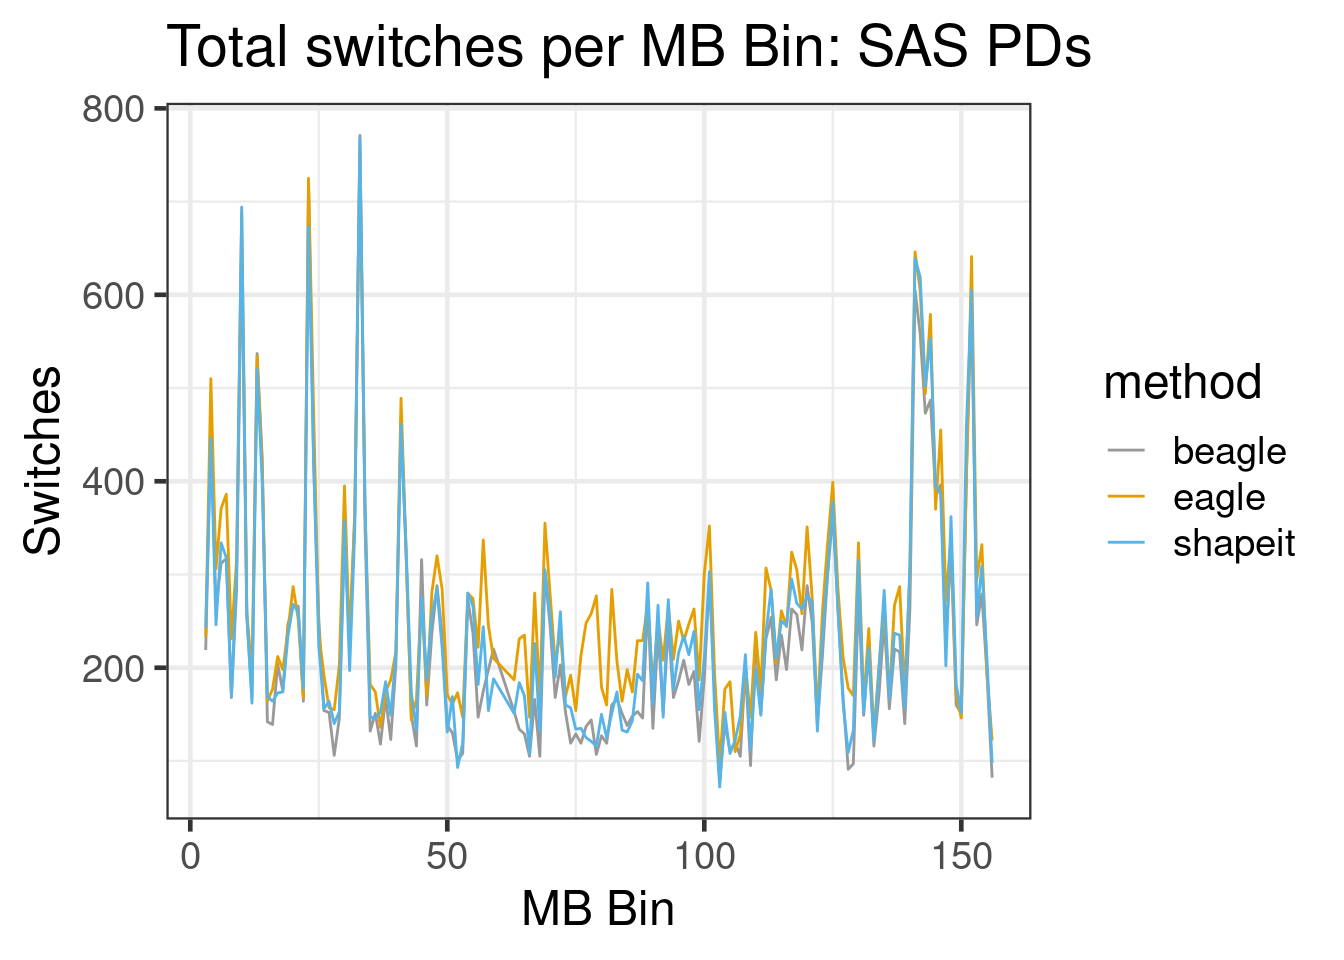 Total switches per MB Bin: SAS PDs
800
600
400
200
Switches
0
50
100
150
MB Bin
method
beagle
eagle
shapeit